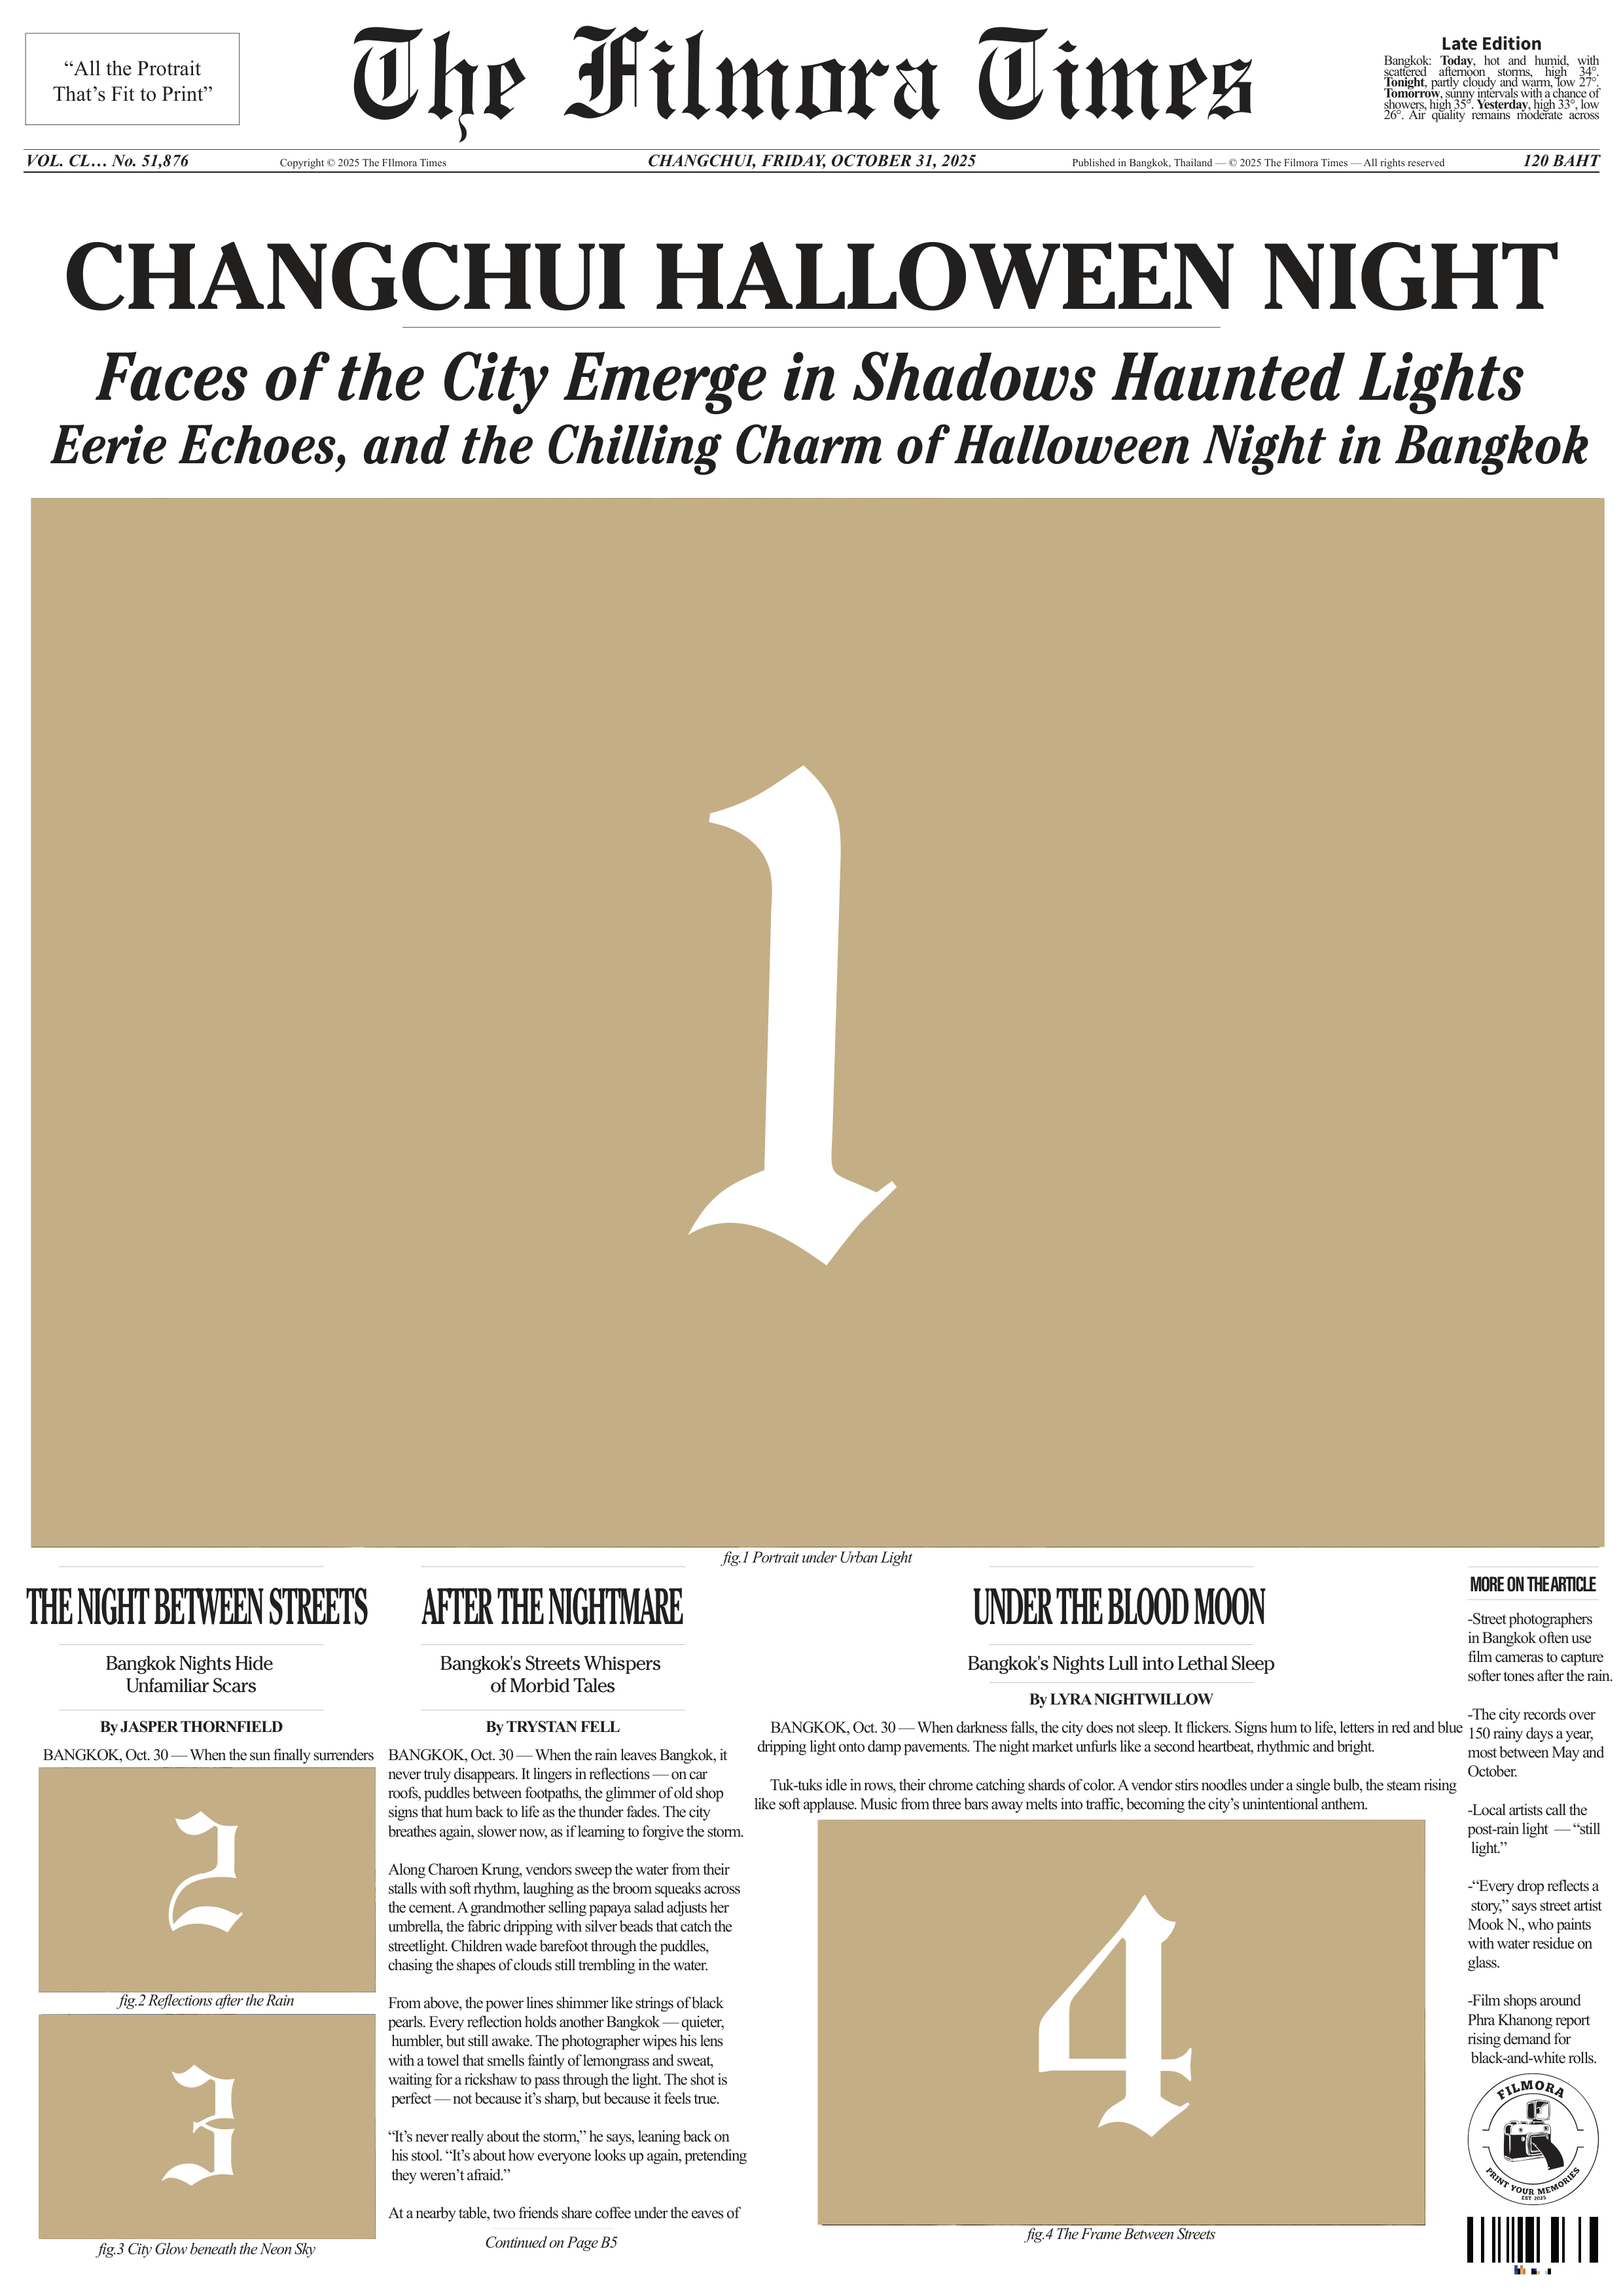 “All the Protrait
That’s Fit to Print”
The Filmora Times
Late Edition
Bangkok: Today, hot and humid, with
scattered afternoon storms, high 34°.
Tonight, partly cloudy and warm, low 27°.
Tomorrow, sunny intervals with a chance of
showers, high 35°. Yesterday, high 33°, low
26°. Air quality remains moderate across
VOL. CL... No. 51,876
Copyright © 2025 The FIlmora Times
CHANGCHUI, FRIDAY, OCTOBER 31, 2025
Published in Bangkok, Thailand — © 2025 The Filmora Times — All rights reserved
120 BAHT
CHANGCHUI HALLOWEEN NIGHT
Faces of the City Emerge in Shadows Haunted Lights
Eerie Echoes, and the Chilling Charm of Halloween Night in Bangkok
1
fig.1 Portrait under Urban Light
THE NIGHT BETWEEN STREETS
Bangkok Nights Hide
Unfamiliar Scars
By JASPER THORNFIELD
BANGKOK, Oct. 30 — When the sun finally surrenders
2
fig.2 Reflections after the Rain
3
fig.3 City Glow beneath the Neon Sky
AFTER THE NIGHTMARE
Bangkok's Streets Whispers
of Morbid Tales
By TRYSTAN FELL
BANGKOK, Oct. 30 — When the rain leaves Bangkok, it
never truly disappears. It lingers in reflections — on car
roofs, puddles between footpaths, the glimmer of old shop
signs that hum back to life as the thunder fades. The city
breathes again, slower now, as if learning to forgive the storm.
Along Charoen Krung, vendors sweep the water from their
stalls with soft rhythm, laughing as the broom squeaks across
the cement. A grandmother selling papaya salad adjusts her
umbrella, the fabric dripping with silver beads that catch the
streetlight. Children wade barefoot through the puddles,
chasing the shapes of clouds still trembling in the water.
From above, the power lines shimmer like strings of black
pearls. Every reflection holds another Bangkok — quieter,
humbler, but still awake. The photographer wipes his lens
with a towel that smells faintly of lemongrass and sweat,
waiting for a rickshaw to pass through the light. The shot is
perfect — not because it’s sharp, but because it feels true.
“It’s never really about the storm,” he says, leaning back on
his stool. “It’s about how everyone looks up again, pretending
they weren’t afraid.”
At a nearby table, two friends share coffee under the eaves of
Continued on Page B5
UNDER THE BLOOD MOON
Bangkok's Nights Lull into Lethal Sleep
By LYRA NIGHTWILLOW
BANGKOK, Oct. 30 — When darkness falls, the city does not sleep. It flickers. Signs hum to life, letters in red and blue
dripping light onto damp pavements. The night market unfurls like a second heartbeat, rhythmic and bright.
Tuk-tuks idle in rows, their chrome catching shards of color. A vendor stirs noodles under a single bulb, the steam rising
like soft applause. Music from three bars away melts into traffic, becoming the city’s unintentional anthem.
4
fig.4 The Frame Between Streets
MORE ON THE ARTICLE
-Street photographers
in Bangkok often use
film cameras to capture
softer tones after the rain.
-The city records over
150 rainy days a year,
most between May and
October.
-Local artists call the
post-rain light — “still
light.”
-“Every drop reflects a
story,” says street artist
Mook N., who paints
with water residue on
glass.
-Film shops around
Phra Khanong report
rising demand for
black-and-white rolls.
FILMORA
PRINT YOUR MEMORIES
EST 2025